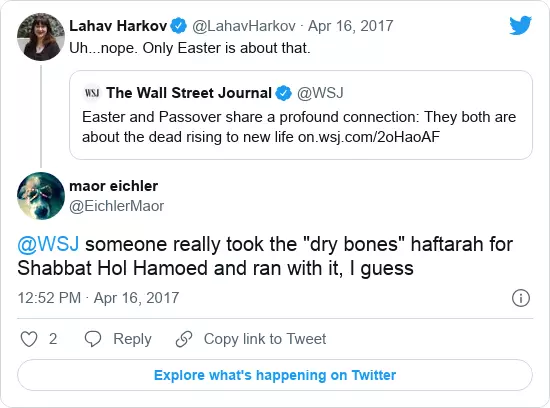 Lahav Harkov @LahavHarkov · Apr 16, 2017
Uh...nope. Only Easter is about that.
WSJ The Wall Street Journal @WSJ
Easter and Passover share a profound connection: They both are
about the dead rising to new life on.wsj.com/2oHaoAF
maor eichler
@EichlerMaor
@WSJ someone really took the "dry bones" haftarah for
Shabbat Hol Hamoed and ran with it, I guess
12:52 PM · Apr 16, 2017
2 Reply Copy link to Tweet
Explore what's happening on Twitter